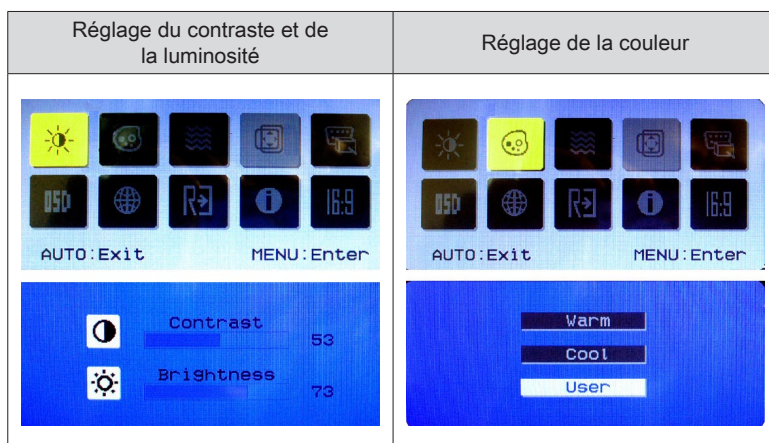 Réglage du contraste et de
la luminosité
Réglage de la couleur
OSD
16:9
AUTO:Exit
MENU:Enter
Contrast
53
Brightness
73
OSD
16:9
AUTO:Exit
MENU:Enter
Warm
Cool
User